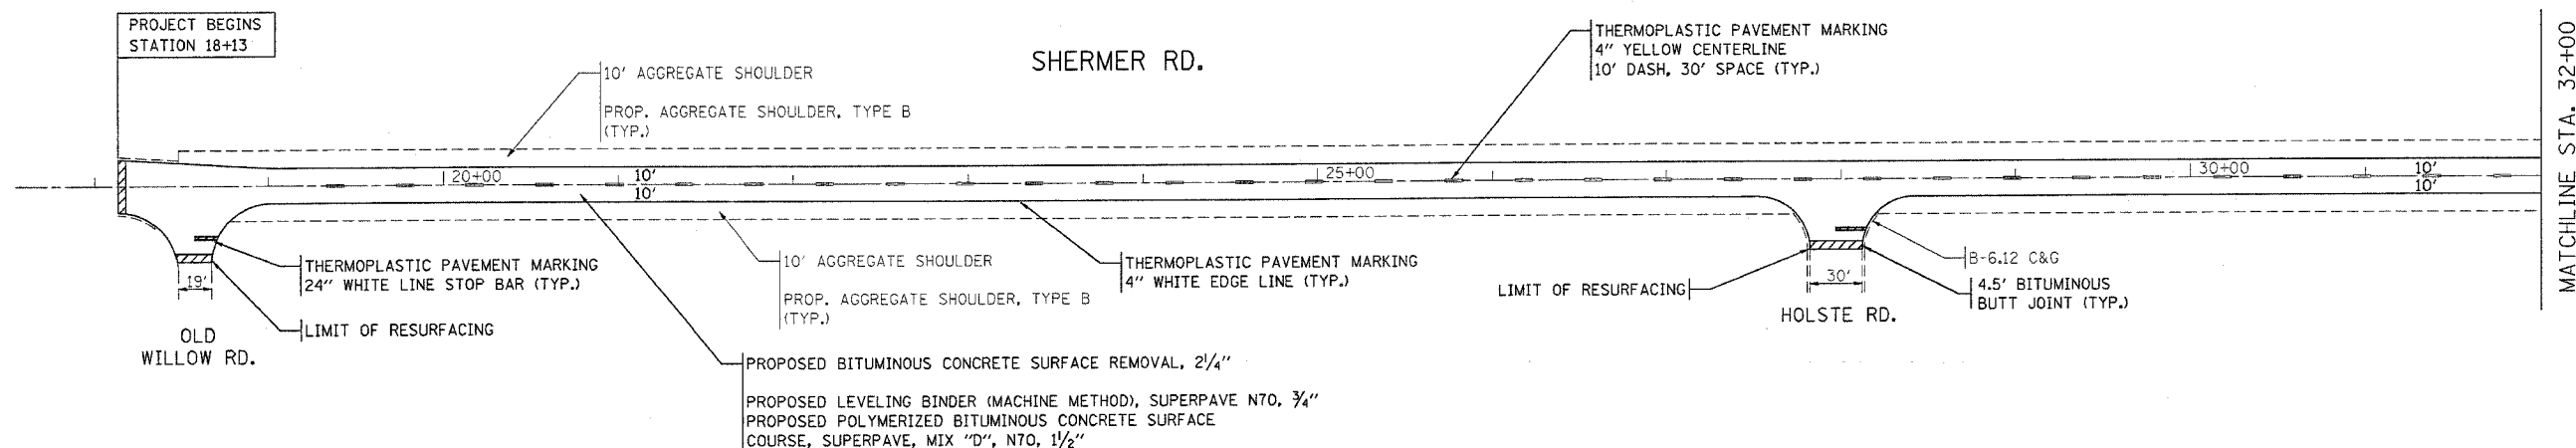 PROJECT BEGINS
STATION 18+13
10' AGGREGATE SHOULDER
PROP. AGGREGATE SHOULDER, TYPE B
(TYP.)
SHERMER RD.
THERMOPLASTIC PAVEMENT MARKING
4" YELLOW CENTERLINE
10' DASH, 30' SPACE (TYP.)
MATCHLINE STA. 32+00
20+00
10'
10'
25+00
30+00
10'
10'
THERMOPLASTIC PAVEMENT MARKING
24" WHITE LINE STOP BAR (TYP.)
19'
LIMIT OF RESURFACING
OLD
WILLOW RD.
10' AGGREGATE SHOULDER
PROP. AGGREGATE SHOULDER, TYPE B
(TYP.)
THERMOPLASTIC PAVEMENT MARKING
4" WHITE EDGE LINE (TYP.)
LIMIT OF RESURFACING
30'
B-6.12 C&G
4.5' BITUMINOUS
BUTT JOINT (TYP.)
HOLSTE RD.
PROPOSED BITUMINOUS CONCRETE SURFACE REMOVAL, 2¼"
PROPOSED LEVELING BINDER (MACHINE METHOD), SUPERPAVE N70, ¾"
PROPOSED POLYMERIZED BITUMINOUS CONCRETE SURFACE
COURSE, SUPERPAVE, MIX "D", N70, 1½"